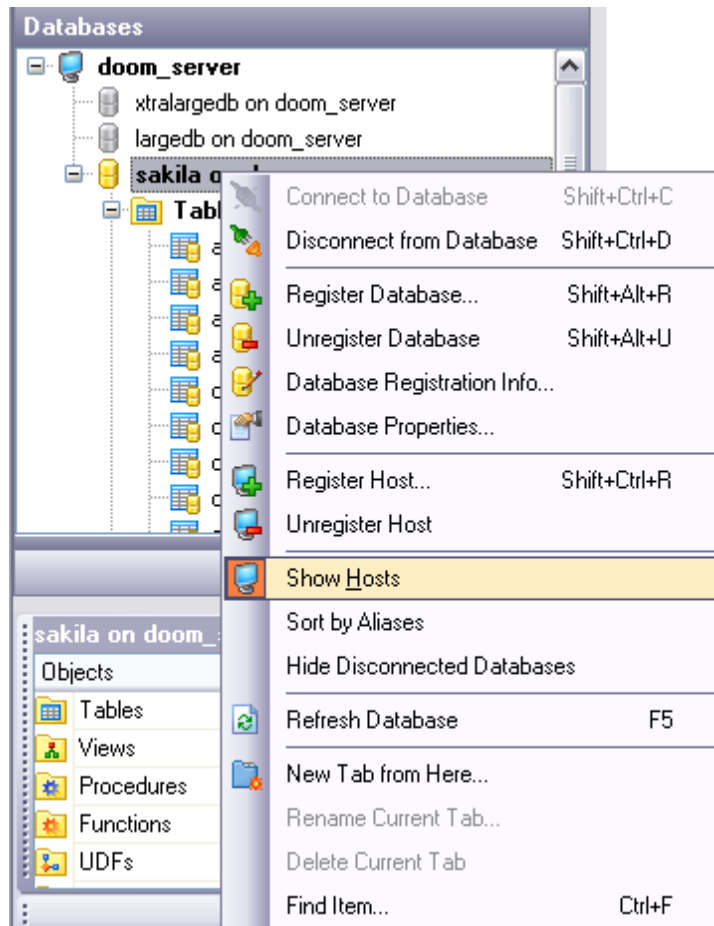 Databases
doom_server
xtralargedb on doom_server
largedb on doom_server
sakila
Connect to Database Shift+Ctrl+C
Disconnect from Database Shift+Ctrl+D
Register Database... Shift+Alt+R
Unregister Database Shift+Alt+U
Database Registration Info...
Database Properties...
Register Host... Shift+Ctrl+R
Unregister Host
Show Hosts
Sort by Aliases
Hide Disconnected Databases
Refresh Database F5
New Tab from Here...
Rename Current Tab...
Delete Current Tab
Find Item... Ctrl+F
sakila on doom_
Objects
Tables
Views
Procedures
Functions
UDFs